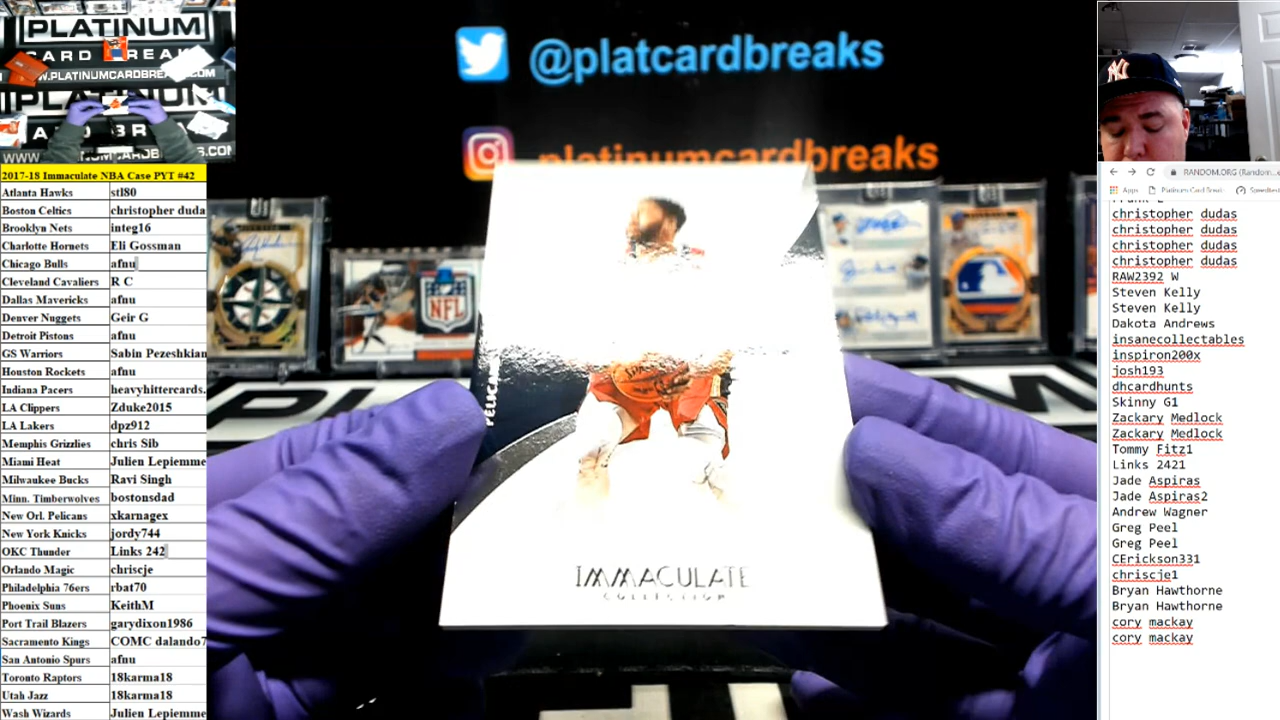 PLATINUM
CARD BREAKS
WWW.PLATINUMCARDBREAKS.COM
PLATINUM
@platcardbreaks
platinumcardbreaks
NFL
PELICANS
IMMACULATE
COLLECTION
2017-18 Immaculate NBA Case PYT #42
Atlanta Hawks stl80
Boston Celtics christopher duda
Brooklyn Nets integ16
Charlotte Hornets Eli Gossman
Chicago Bulls afnu
Cleveland Cavaliers R C
Dallas Mavericks afnu
Denver Nuggets Geir G
Detroit Pistons afnu
GS Warriors Sabin Pezeshkian
Houston Rockets afnu
Indiana Pacers heavyhittercards.
LA Clippers Zduke2015
LA Lakers dpz912
Memphis Grizzlies chris Sib
Miami Heat Julien Lepiemme
Milwaukee Bucks Ravi Singh
Minn. Timberwolves bostonsdad
New Orl. Pelicans xkarnagex
New York Knicks jordy744
OKC Thunder Links 242
Orlando Magic chriscje
Philadelphia 76ers rbat70
Phoenix Suns KeithM
Port Trail Blazers garydixon1986
Sacramento Kings COMC dalando7
San Antonio Spurs afnu
Toronto Raptors 18karma18
Utah Jazz 18karma18
Wash Wizards Julien Lepiemme
RANDOM.ORG (Random...
Apps Platinum Card Break Speedtest
christopher dudas
christopher dudas
christopher dudas
christopher dudas
RAW2392 W
Steven Kelly
Steven Kelly
Dakota Andrews
insanecollectables
inspiron200x
josh193
dhcardhunts
Skinny G1
Zackary Medlock
Zackary Medlock
Tommy Fitz1
Links 2421
Jade Aspiras
Jade Aspiras2
Andrew Wagner
Greg Peel
Greg Peel
CErickson331
chriscje1
Bryan Hawthorne
Bryan Hawthorne
cory mackay
cory mackay